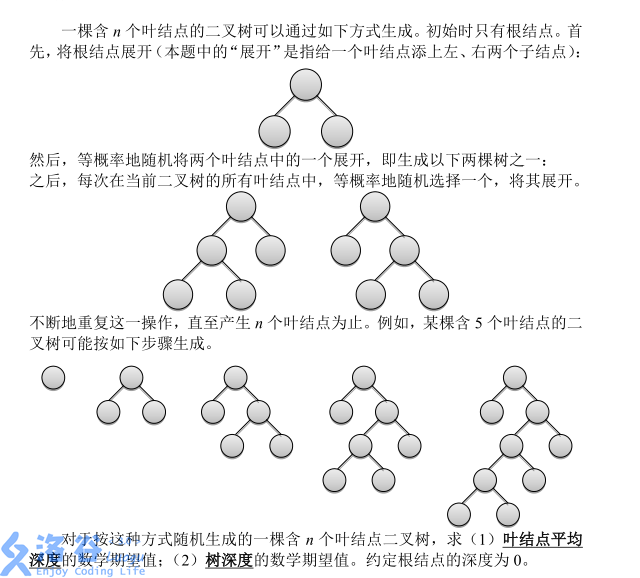 一棵含 n 个叶结点的二叉树可以通过如下方式生成。初始时只有根结点。首
先，将根结点展开（本题中的“展开”是指给一个叶结点添上左、右两个子结点）：
然后，等概率地随机将两个叶结点中的一个展开，即生成以下两棵树之一：
之后，每次在当前二叉树的所有叶结点中，等概率地随机选择一个，将其展开。
不断地重复这一操作，直至产生 n 个叶结点为止。例如，某棵含 5 个叶结点的二
叉树可能按如下步骤生成。
对于按这种方式随机生成的一棵含 n 个叶结点二叉树，求（1）叶结点平均
深度的数学期望值；（2）树深度的数学期望值。约定根结点的深度为 0。
洛谷
Enjoy Coding Life